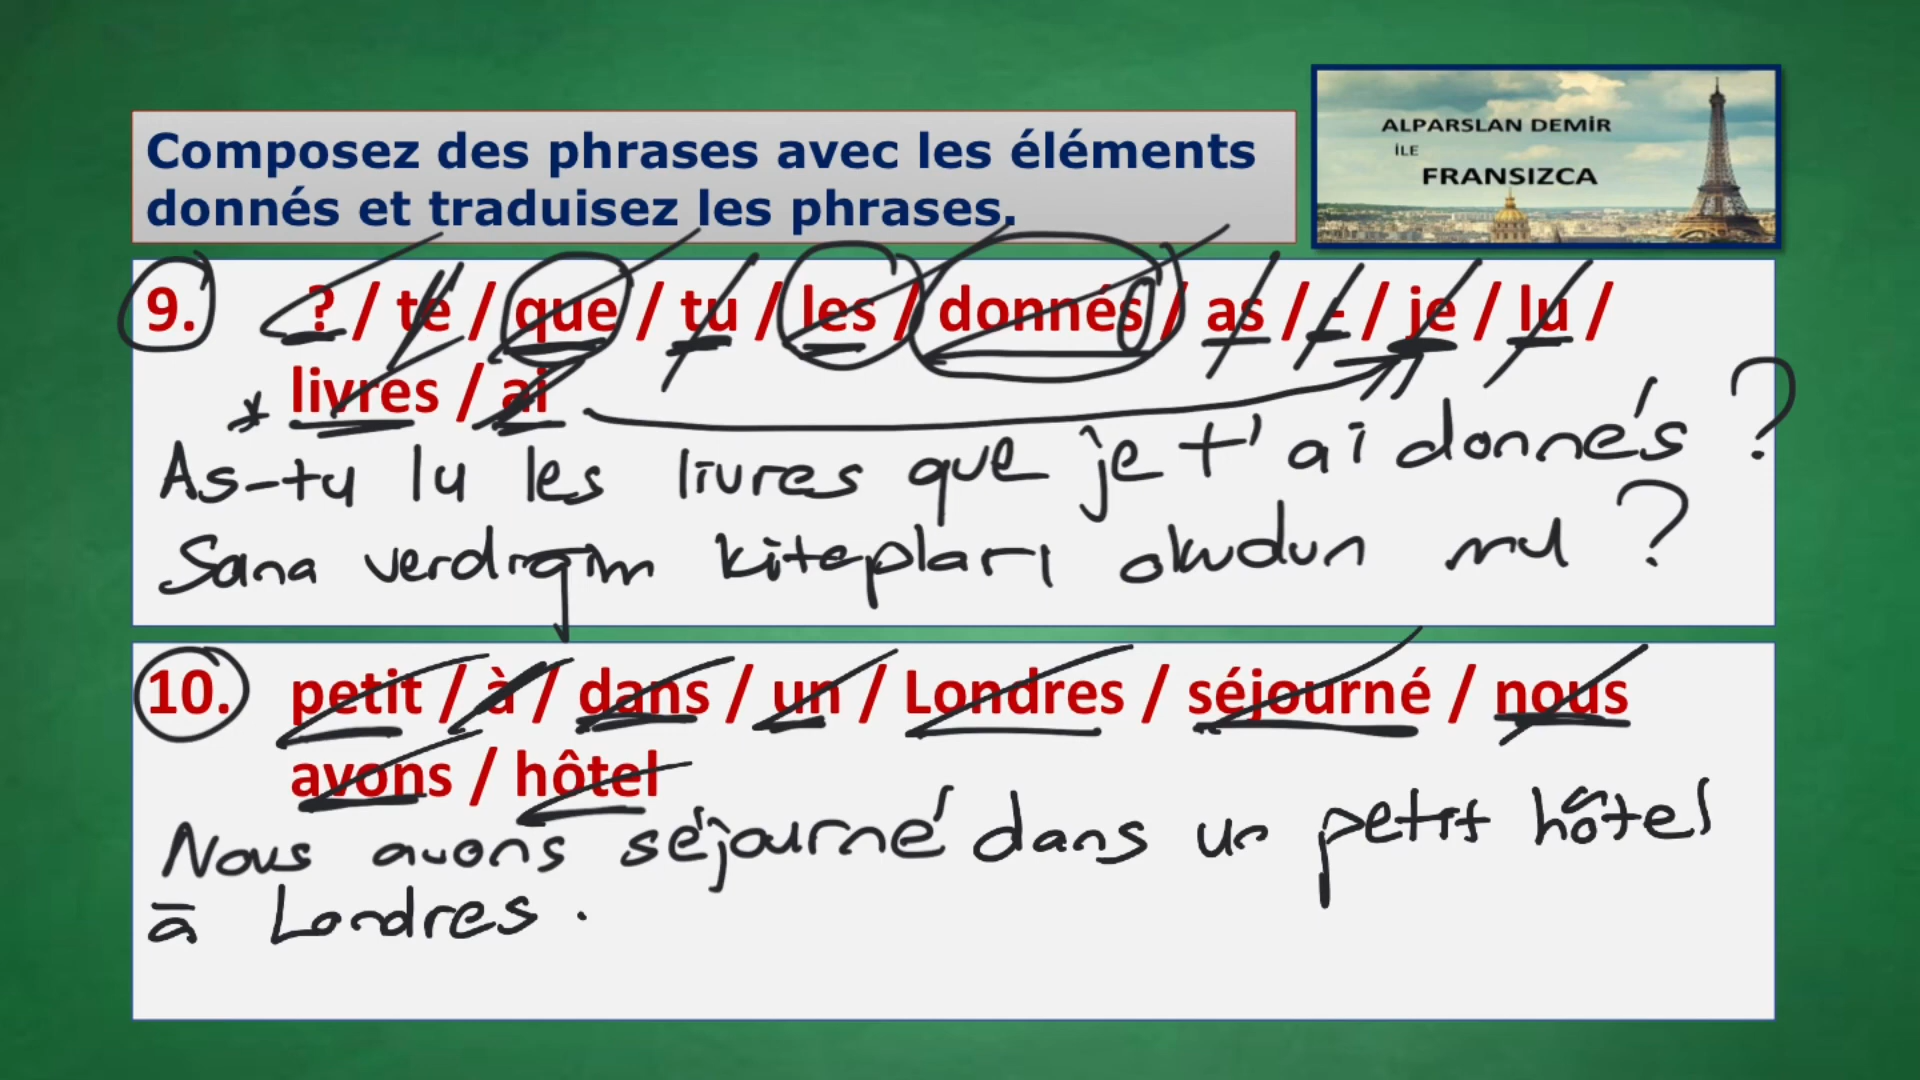 Composez des phrases avec les éléments
donnés et traduisez les phrases.
ALPARSLAN DEMİR
İLE
FRANSIZCA
9. ? / te / que / tu / les / donnés / as / - / je / lu /
livres / ai
As-tu lu les livres que je t'ai donnés ?
Sana verdiğim kitapları okudun mu ?
10. petit / à / dans / un / Londres / séjourné / nous
avons / hôtel
Nous avons séjourné dans un petit hôtel
à Londres.